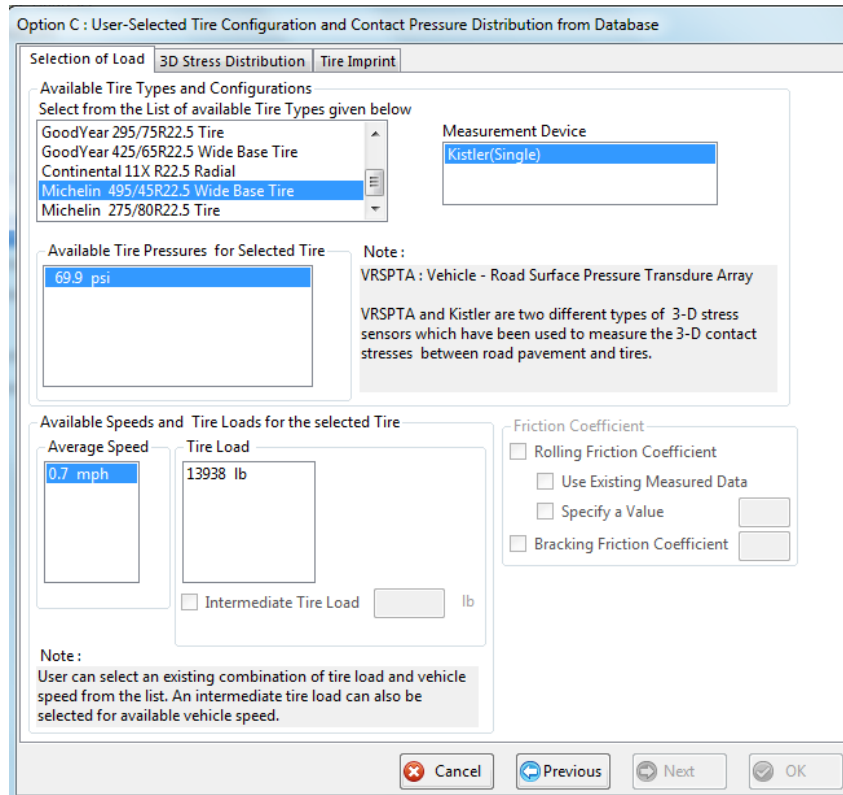 Option C : User-Selected Tire Configuration and Contact Pressure Distribution from Database
Selection of Load
3D Stress Distribution
Tire Imprint
Available Tire Types and Configurations
Select from the List of available Tire Types given below
GoodYear 295/75R22.5 Tire
GoodYear 425/65R22.5 Wide Base Tire
Continental 11X R22.5 Radial
Michelin 495/45R22.5 Wide Base Tire
Michelin 275/80R22.5 Tire
Measurement Device
Kistler(Single)
Available Tire Pressures for Selected Tire
69.9 psi
Note :
VRSPTA : Vehicle - Road Surface Pressure Transdure Array
VRSPTA and Kistler are two different types of 3-D stress
sensors which have been used to measure the 3-D contact
stresses between road pavement and tires.
Available Speeds and Tire Loads for the selected Tire
Average Speed
0.7 mph
Tire Load
13938 lb
Intermediate Tire Load
lb
Note :
User can select an existing combination of tire load and vehicle
speed from the list. An intermediate tire load can also be
selected for available vehicle speed.
Friction Coefficient
Rolling Friction Coefficient
Use Existing Measured Data
Specify a Value
Bracking Friction Coefficient
Cancel
Previous
Next
OK